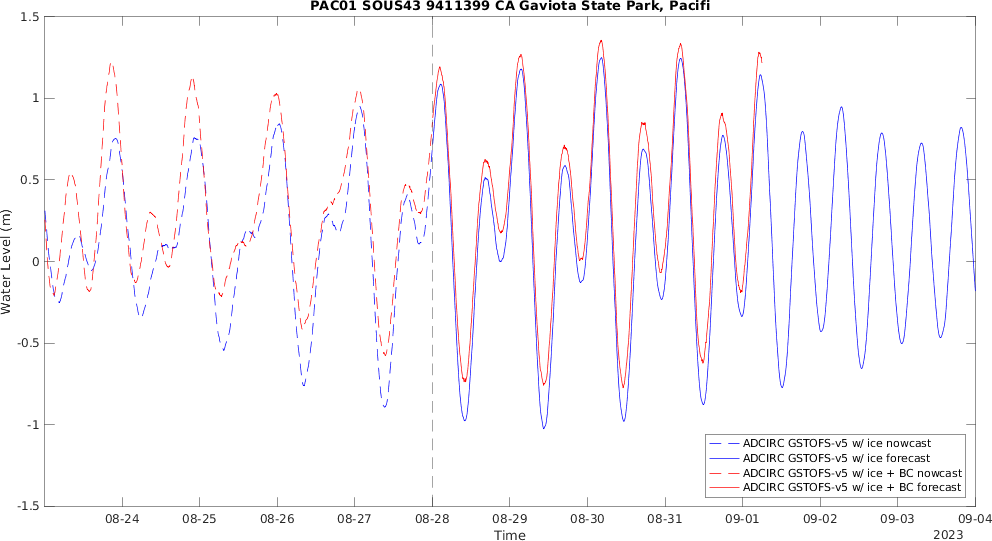 PAC01 SOUS43 9411399 CA Gaviota State Park, Pacifi
1.5
1
0.5
0
-0.5
-1
-1.5
Water Level (m)
08-24 08-25 08-26 08-27 08-28 08-29 08-30 08-31 09-01 09-02 09-03 09-04
Time
2023
ADCIRC GSTOFS-v5 w/ ice nowcast
ADCIRC GSTOFS-v5 w/ ice forecast
ADCIRC GSTOFS-v5 w/ ice + BC nowcast
ADCIRC GSTOFS-v5 w/ ice + BC forecast